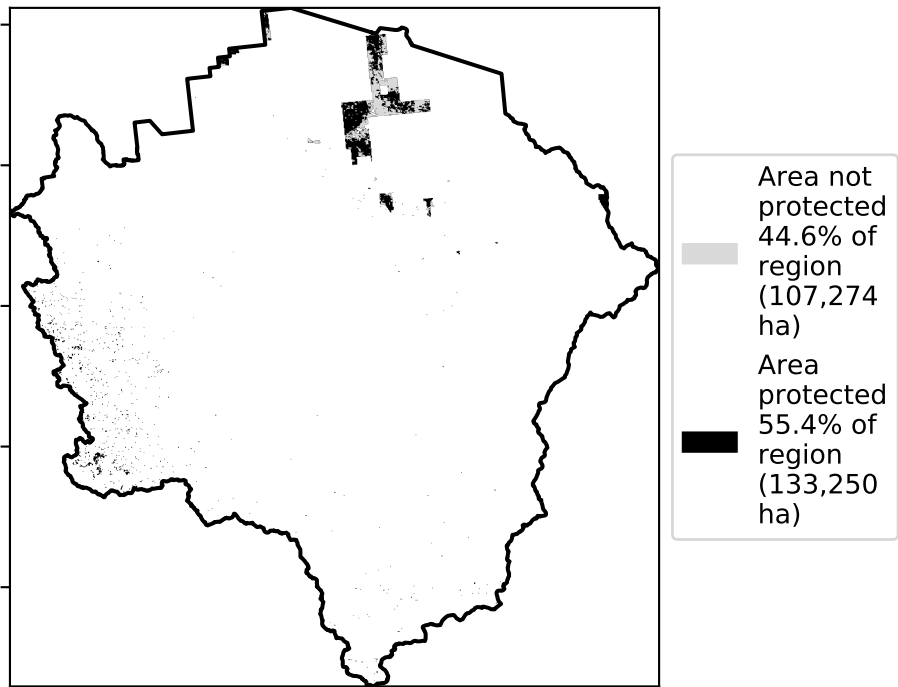 Area not
protected
44.6% of
region
(107,274
ha)
Area
protected
55.4% of
region
(133,250
ha)